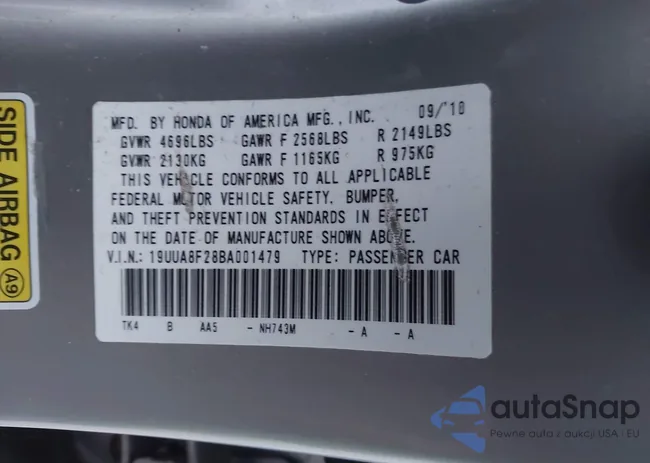 SIDE AIRBAG A9
MFD. BY HONDA OF AMERICA MFG., INC. 09/'10
GVWR 4696LBS GAWR F 2568LBS R 2149LBS
GVWR 2130KG GAWR F 1165KG R 975KG
THIS VEHICLE CONFORMS TO ALL APPLICABLE
FEDERAL MOTOR VEHICLE SAFETY, BUMPER,
AND THEFT PREVENTION STANDARDS IN EFFECT
ON THE DATE OF MANUFACTURE SHOWN ABOVE.
V.I.N.: 19UUA8F28BA001479 TYPE: PASSENGER CAR
TK4 B AA5 - NH743M - A - A
autaSnap
Pewne auta z aukcji USA - EU